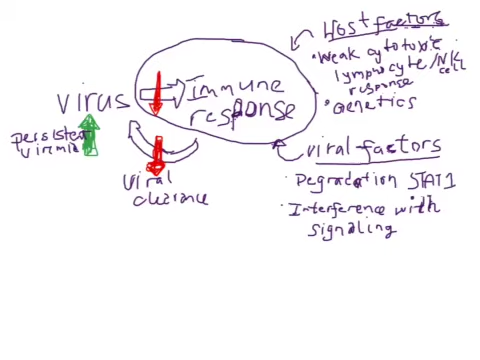 Host factors
• Weak cytotoxic
lymphocyte/NK cell
response
• Genetics
Virus
Immune
response
Persistent
viremia
Viral
clearance
Viral factors
• Degradation STAT1
• Interference with
signaling